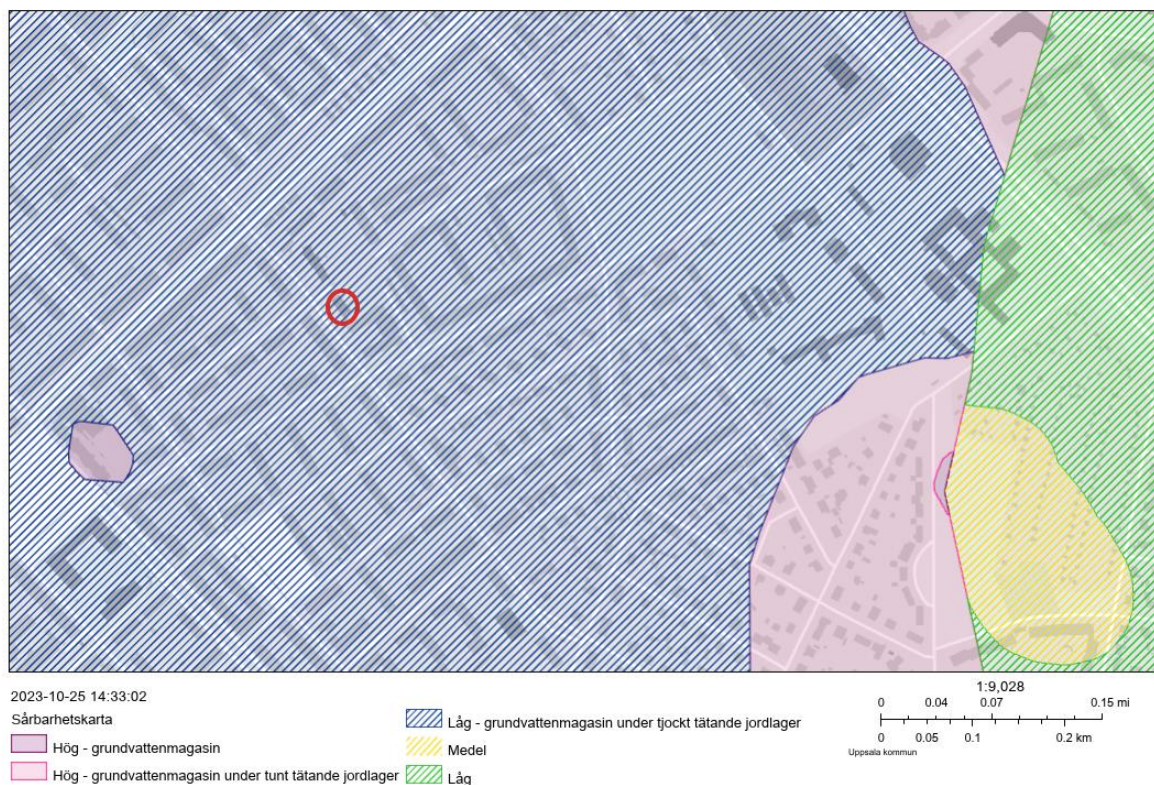 2023-10-25 14:33:02
Sårbarhetskarta
Hög - grundvattenmagasin
Hög - grundvattenmagasin under tunt tätande jordlager
Låg - grundvattenmagasin under tjockt tätande jordlager
Medel
Låg
1:9,028
0 0.04 0.07 0.15 mi
0 0.05 0.1 0.2 km
Uppsala kommun